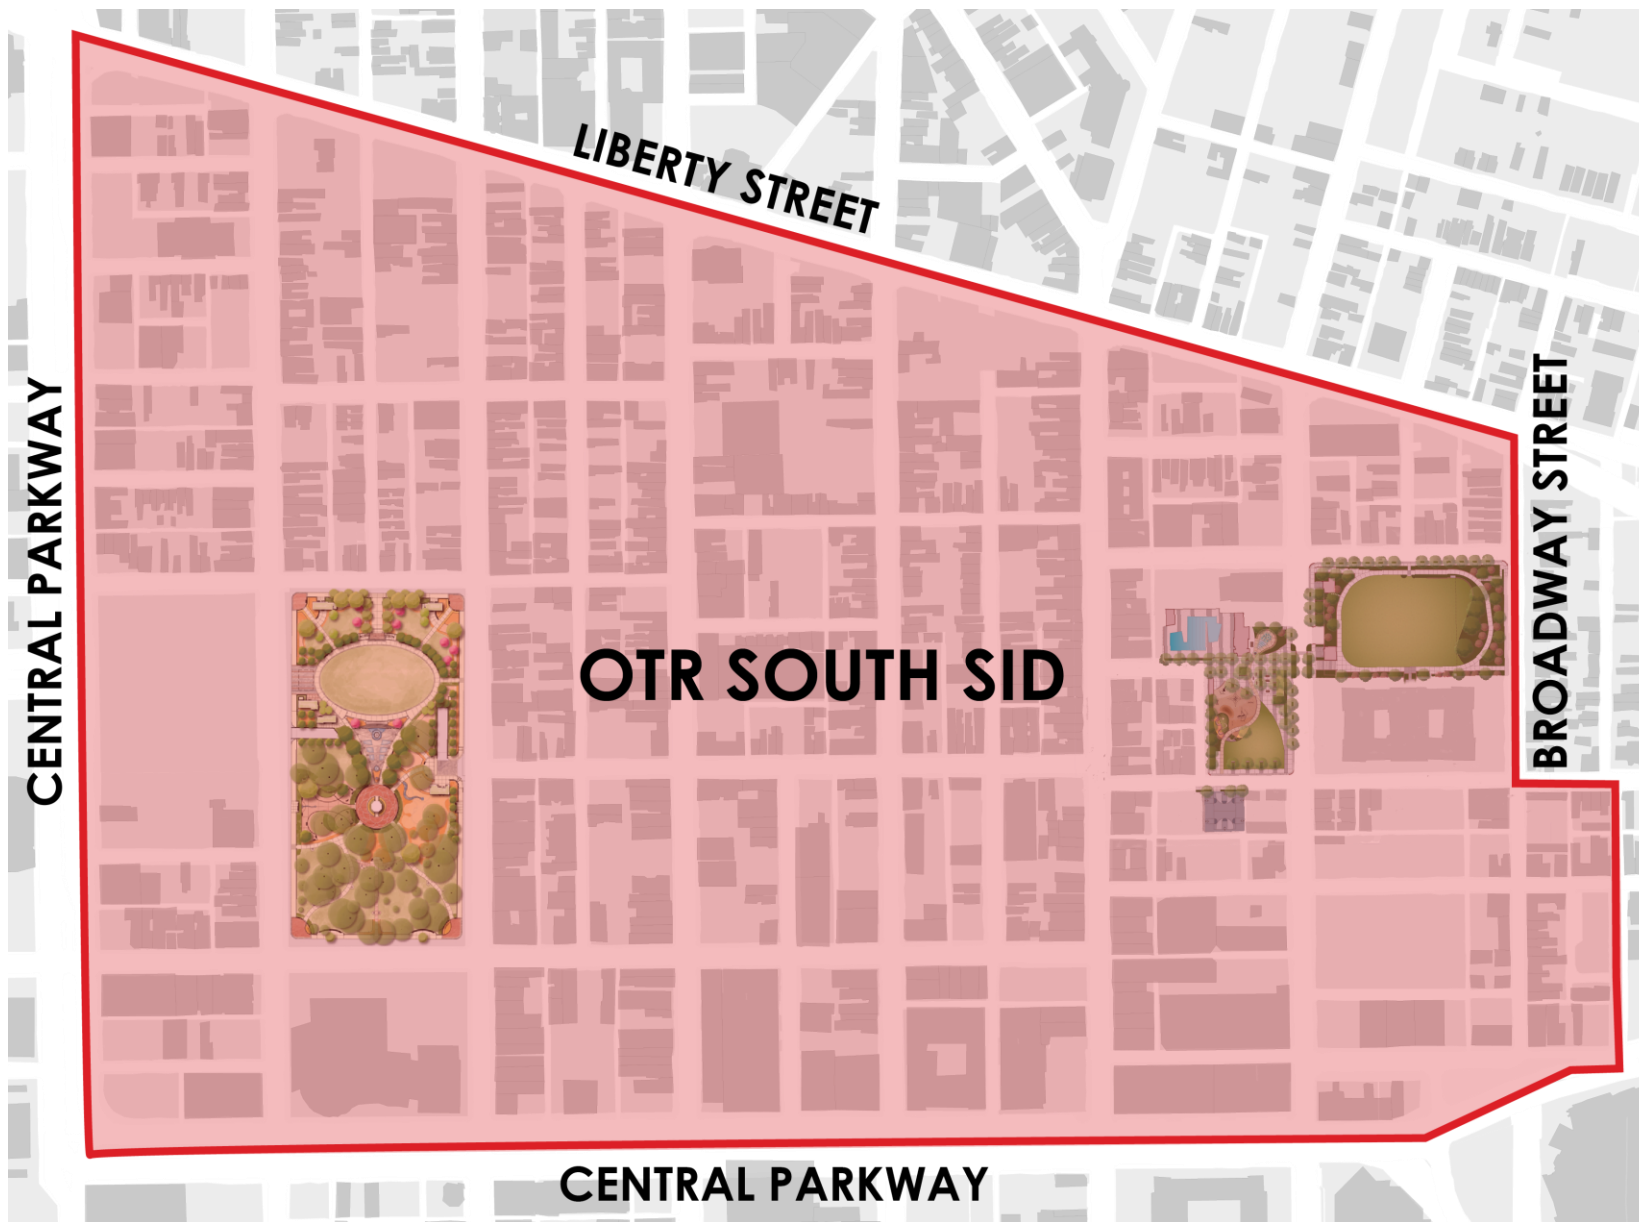 LIBERTY STREET
CENTRAL PARKWAY
BROADWAY STREET
OTR SOUTH SID
CENTRAL PARKWAY